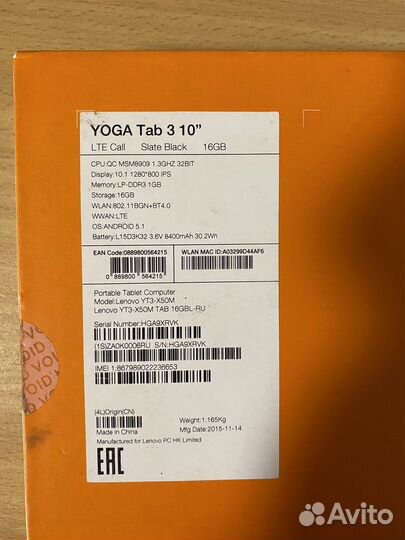 YOGA Tab 3 10”
LTE Call Slate Black 16GB
CPU:QC MSM8909 1.3GHZ 32BIT
Display:10.1 1280*800 IPS
Memory:LP-DDR3 1GB
Storage:16GB
WLAN:802.11BGN+BT4.0
WWAN:LTE
OS:ANDROID 5.1
Battery:L15D3K32 3.6V 8400mAh 30.2Wh
EAN Code:0889800564215
WLAN MAC ID:A03299D44AF6
0 889800 564215
Portable Tablet Computer
Model:Lenovo YT3-X50M
Lenovo YT3-X50M TAB 16GBL-RU
Serial Number:HGA9XRVK
(1S)ZA0K0006RU S/N:HGA9XRVK
IMEI 1:867989022236653
(4L)Origin(CN)
Made in China
Weight:1.165Kg
Mfg Date:2015-11-14
Manufactured for Lenovo PC HK Limited
EAC
VOID
Avito